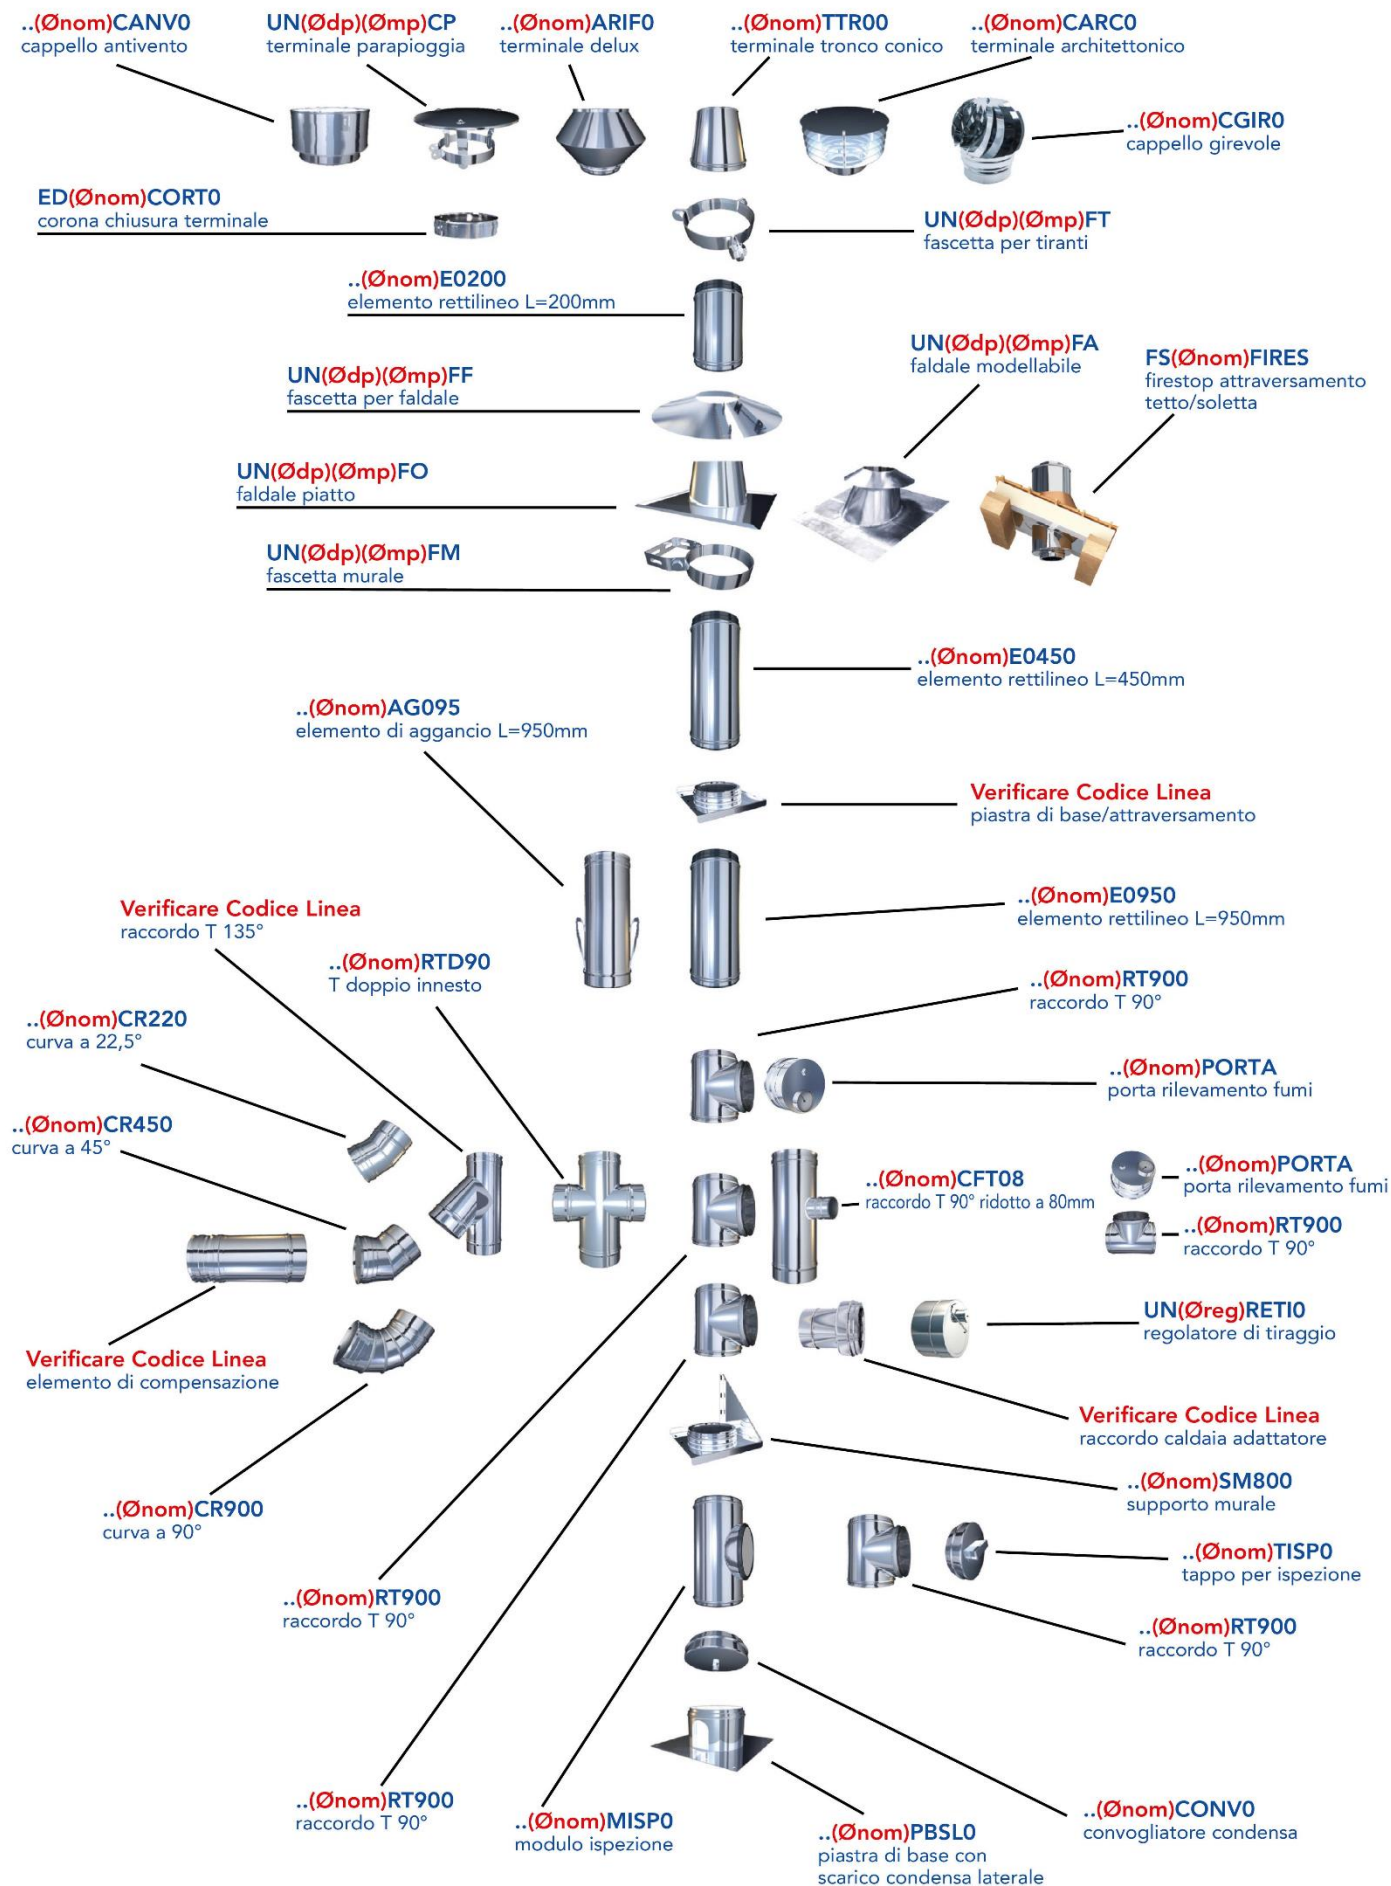 ..(Ønom)CANV0
cappello antivento
UN(Ødp)(Ømp)CP
terminale parapioggia
..(Ønom)ARIF0
terminale delux
..(Ønom)TTR00
terminale tronco conico
..(Ønom)CARC0
terminale architettonico
..(Ønom)CGIR0
cappello girevole
ED(Ønom)CORT0
corona chiusura terminale
UN(Ødp)(Ømp)FT
fascetta per tiranti
..(Ønom)E0200
elemento rettilineo L=200mm
UN(Ødp)(Ømp)FA
faldale modellabile
FS(Ønom)FIRES
firestop attraversamento
tetto/soletta
UN(Ødp)(Ømp)FF
fascetta per faldale
UN(Ødp)(Ømp)FO
faldale piatto
UN(Ødp)(Ømp)FM
fascetta murale
..(Ønom)E0450
elemento rettilineo L=450mm
..(Ønom)AG095
elemento di aggancio L=950mm
Verificare Codice Linea
piastra di base/attraversamento
Verificare Codice Linea
raccordo T 135°
..(Ønom)E0950
elemento rettilineo L=950mm
..(Ønom)RTD90
T doppio innesto
..(Ønom)RT900
raccordo T 90°
..(Ønom)CR220
curva a 22,5°
..(Ønom)PORTA
porta rilevamento fumi
..(Ønom)CR450
curva a 45°
..(Ønom)CFT08
raccordo T 90° ridotto a 80mm
..(Ønom)PORTA
porta rilevamento fumi
..(Ønom)RT900
raccordo T 90°
UN(Øreg)RETI0
regolatore di tiraggio
Verificare Codice Linea
elemento di compensazione
Verificare Codice Linea
raccordo caldaia adattatore
..(Ønom)SM800
supporto murale
..(Ønom)CR900
curva a 90°
..(Ønom)TISP0
tappo per ispezione
..(Ønom)RT900
raccordo T 90°
..(Ønom)RT900
raccordo T 90°
..(Ønom)RT900
raccordo T 90°
..(Ønom)MISP0
modulo ispezione
..(Ønom)PBSL0
piastra di base con
scarico condensa laterale
..(Ønom)CONV0
convogliatore condensa